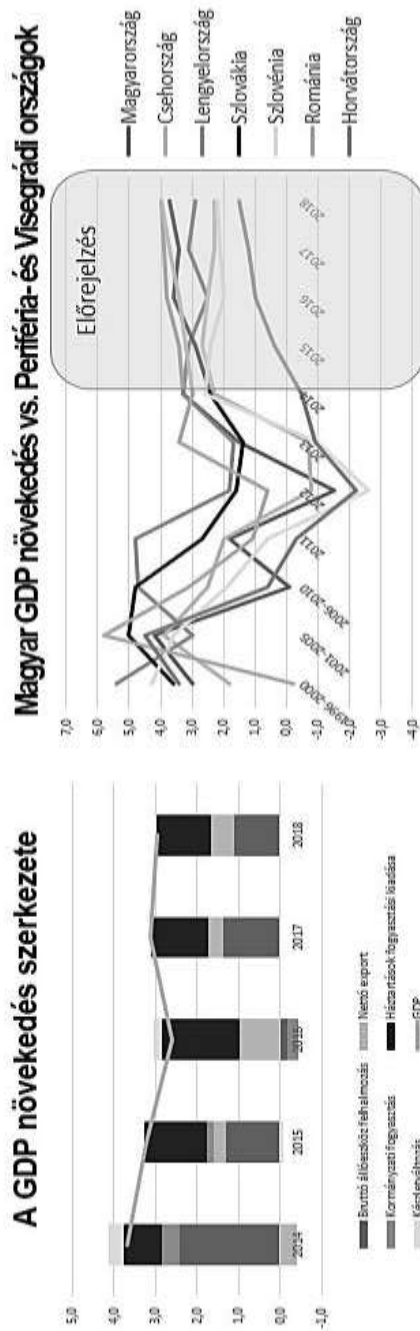 A GDP növekedés szerkezete
5,0
4,0
3,0
2,0
1,0
0,0
-1,0
2014
2015
2016
2017
2018
Bruttó állóeszköz felhalmozás
Nettó export
Kormányzati fogyasztás
Háztartások fogyasztási kiadása
Készletváltozás
GDP
Magyar GDP növekedés vs. Periféria- és Visegrádi országok
7,0
6,0
5,0
4,0
3,0
2,0
1,0
0,0
-1,0
-2,0
-3,0
-4,0
Előrejelzés
1996-2000
2001-2005
2006-2010
2011
2012
2013
2014
2015
2016
2017
2018
Magyarország
Csehország
Lengyelország
Szlovákia
Szlovénia
Románia
Horvátország